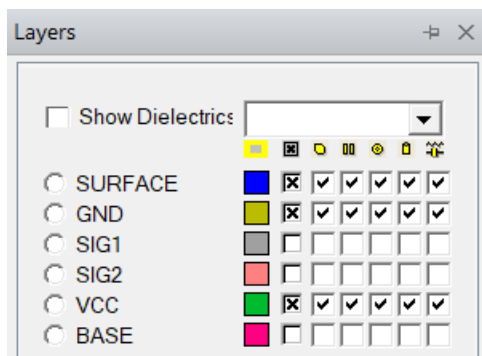 Layers
Show Dielectrics
SURFACE
GND
SIG1
SIG2
VCC
BASE